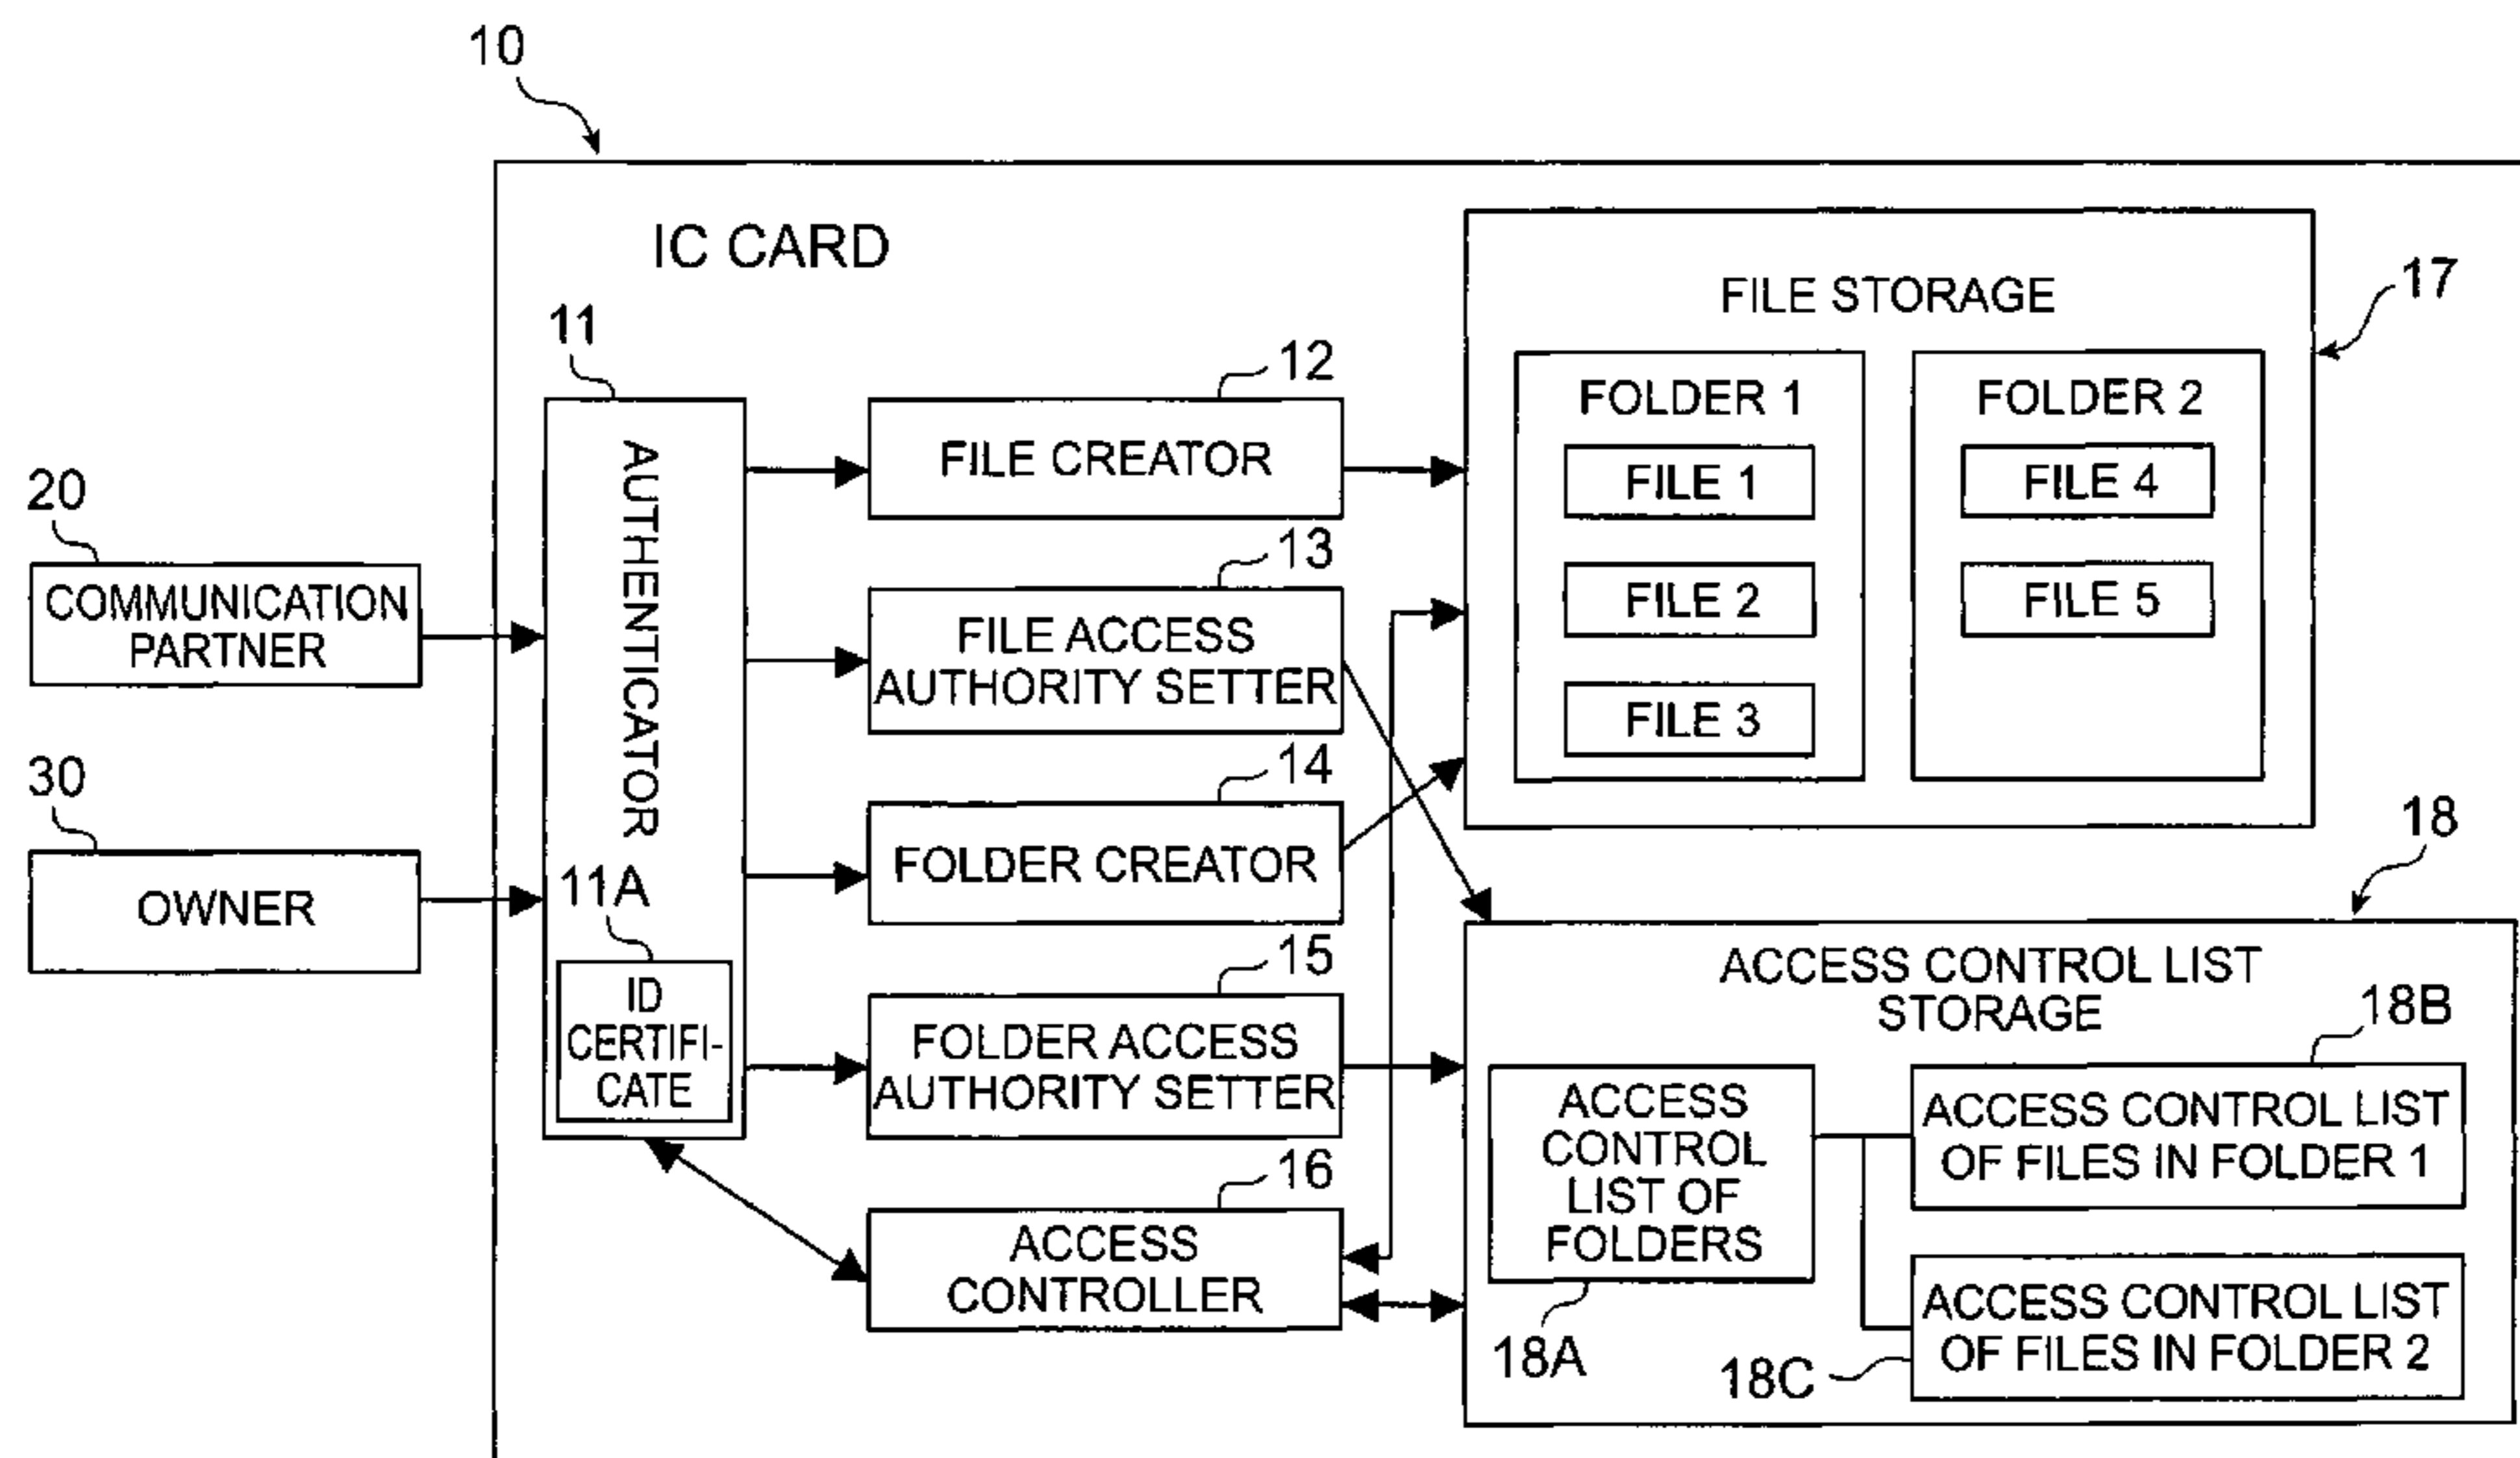 10
IC CARD
11
AUTHENTICATOR
11A
ID
CERTIFI-
CATE
20
COMMUNICATION
PARTNER
30
OWNER
12
FILE CREATOR
13
FILE ACCESS
AUTHORITY SETTER
14
FOLDER CREATOR
15
FOLDER ACCESS
AUTHORITY SETTER
16
ACCESS
CONTROLLER
17
FILE STORAGE
FOLDER 1
FILE 1
FILE 2
FILE 3
FOLDER 2
FILE 4
FILE 5
18
ACCESS CONTROL LIST
STORAGE
ACCESS
CONTROL
LIST OF
FOLDERS
18A
18B
ACCESS CONTROL LIST
OF FILES IN FOLDER 1
ACCESS CONTROL LIST
OF FILES IN FOLDER 2
18C